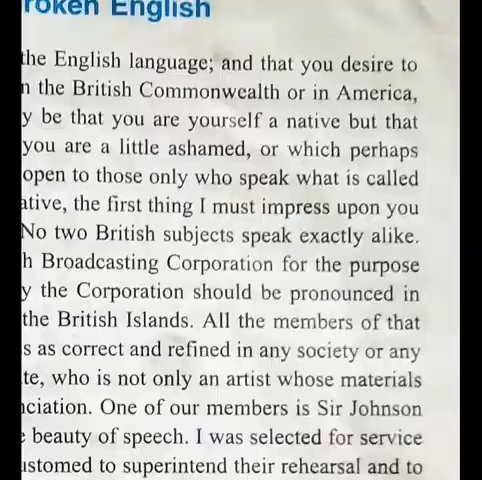 English
the English language; and that you desire to
the British Commonwealth or in America,
be that you are yourself a native but that
you are a little ashamed, or which perhaps
open to those only who speak what is called
the first thing I must impress upon you
No two British subjects speak exactly alike.
Broadcasting Corporation for the purpose
the Corporation should be pronounced in
the British Islands. All the members of that
as correct and refined in any society or any
who is not only an artist whose materials
One of our members is Sir Johnson
beauty of speech. I was selected for service
to superintend their rehearsal and to